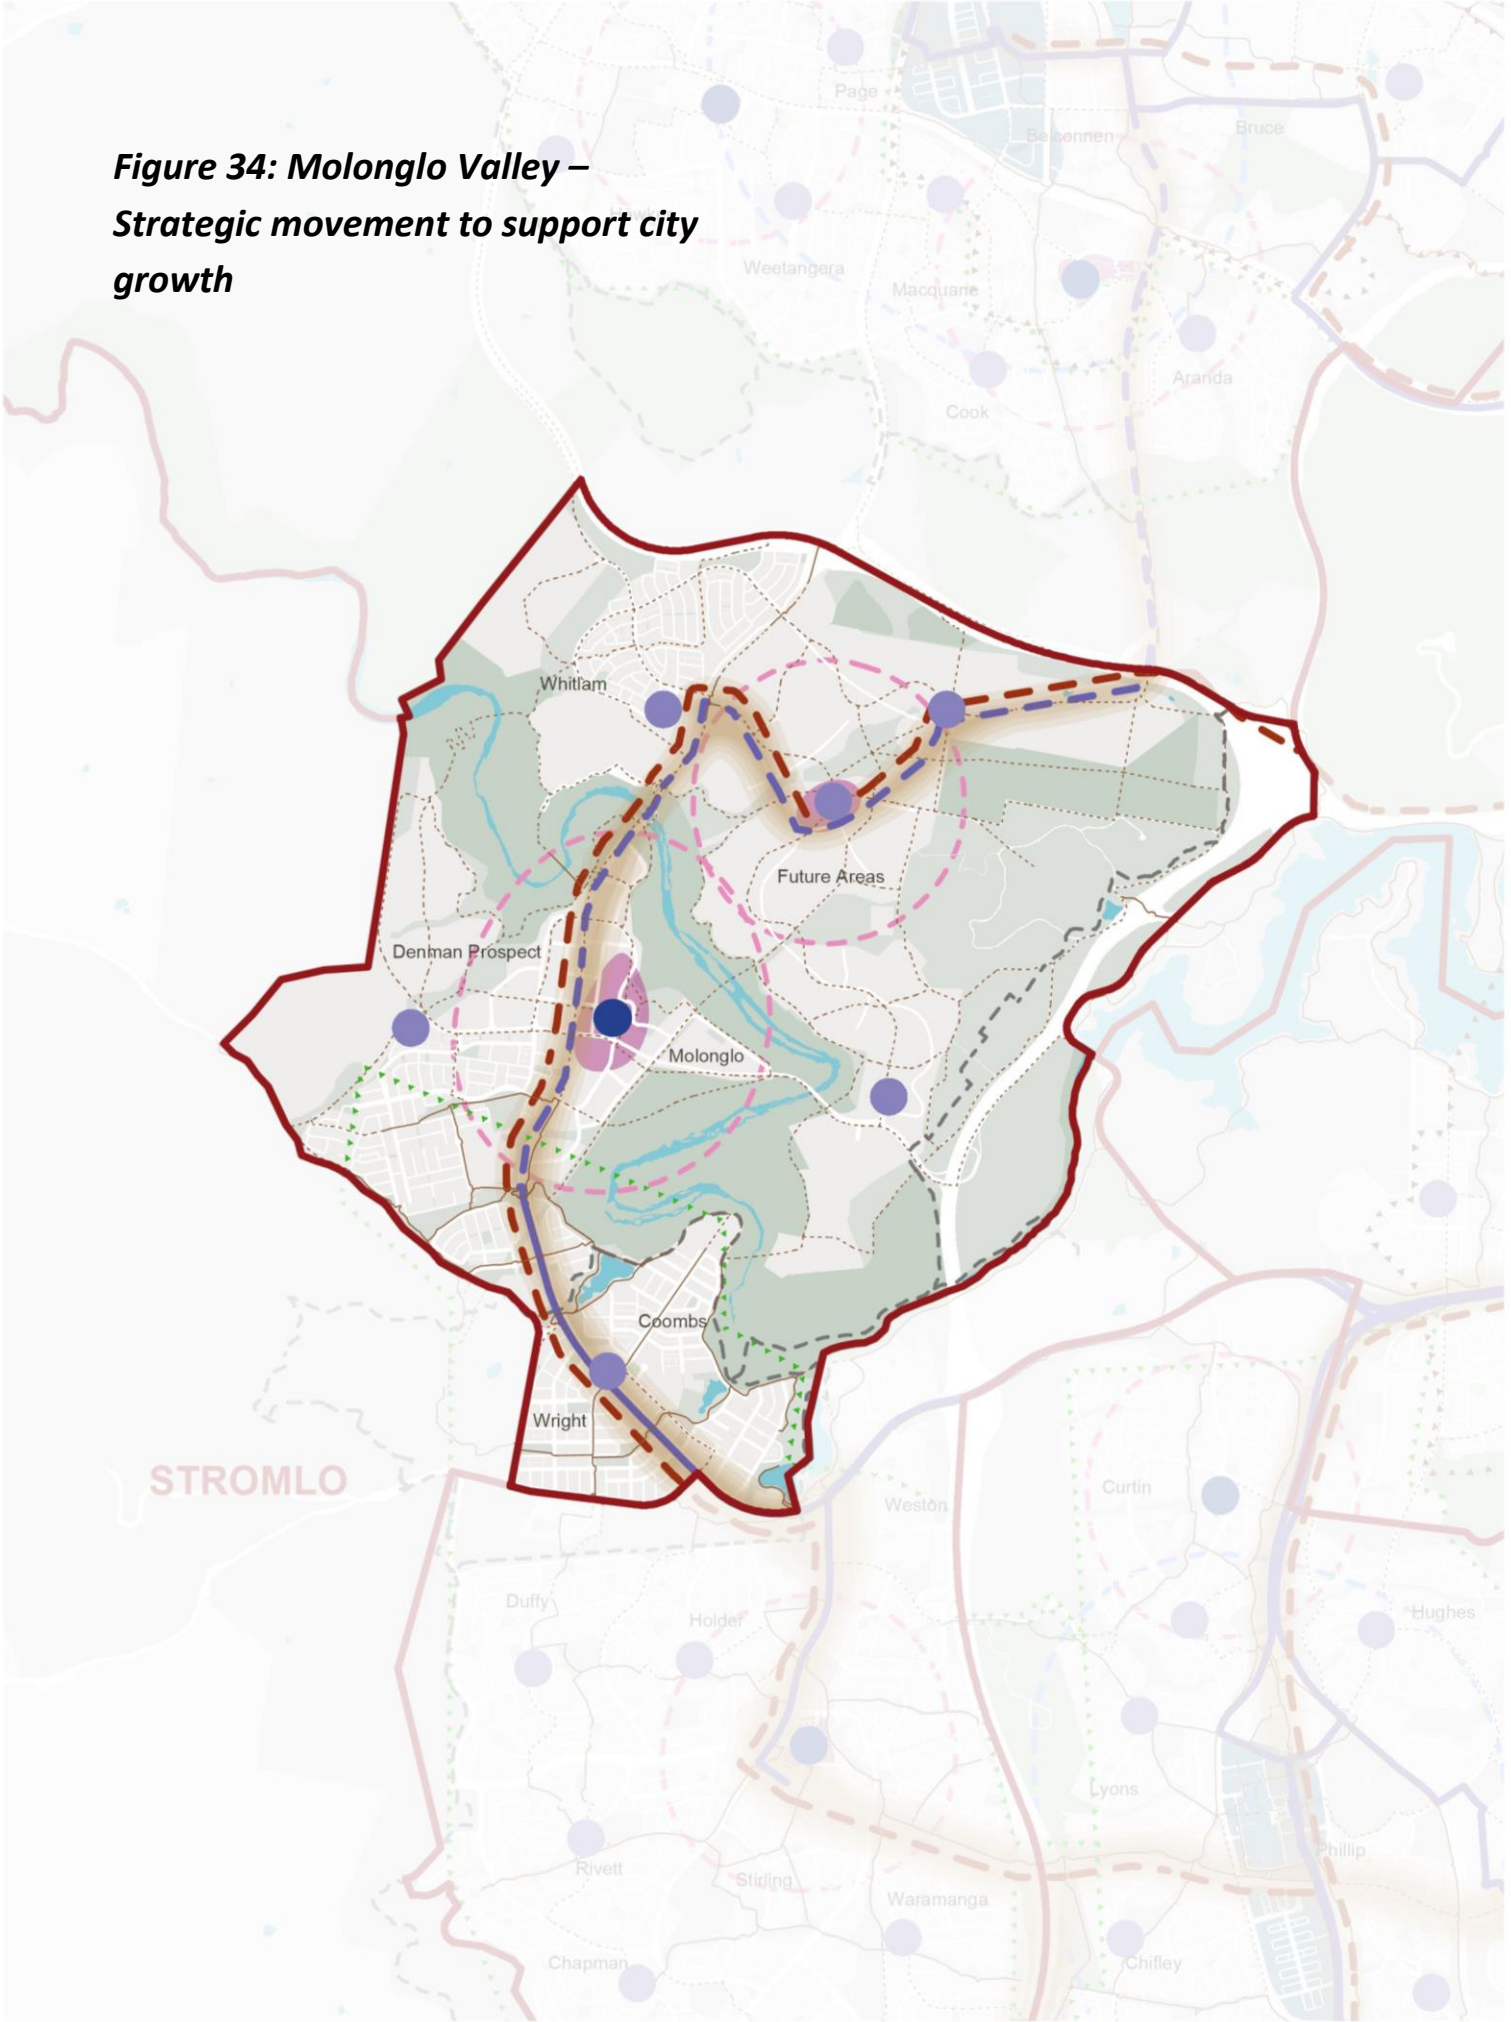 Figure 34: Molonglo Valley –
Strategic movement to support city
growth
Page
Belconnen
Bruce
Weetangera
Macquarie
Aranda
Cook
Whitlam
Future Areas
Denman Prospect
Molonglo
Coombs
Wright
STROMLO
Curtin
Weston
Duffy
Holder
Hughes
Lyons
Phillip
Rivett
Stirling
Waramanga
Chapman
Chifley